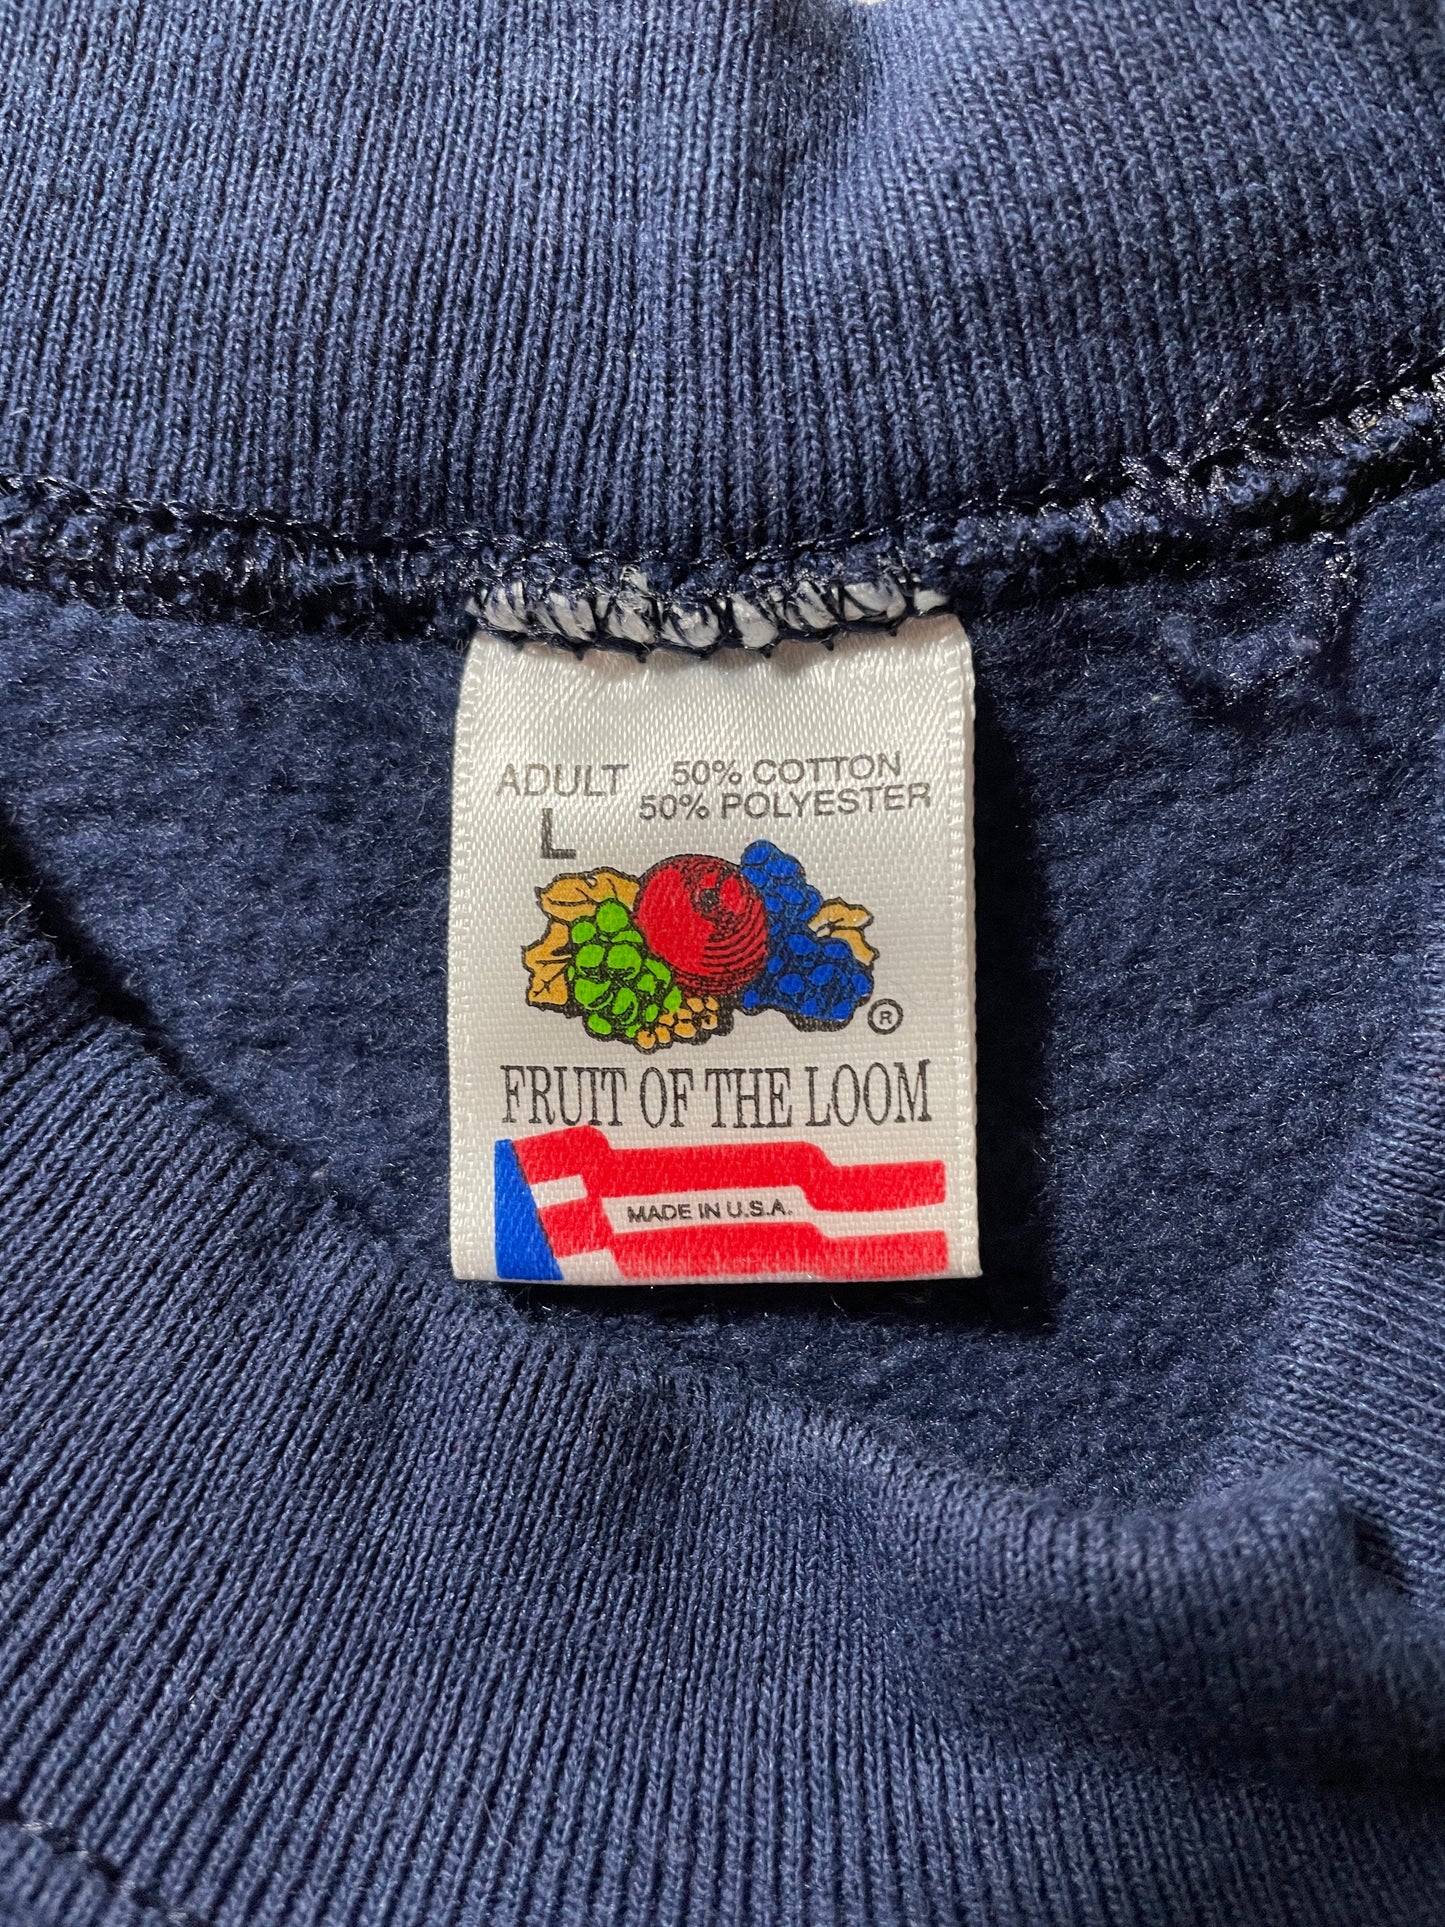 ADULT
L
50% COTTON
50% POLYESTER
®
FRUIT OF THE LOOM
MADE IN U.S.A.